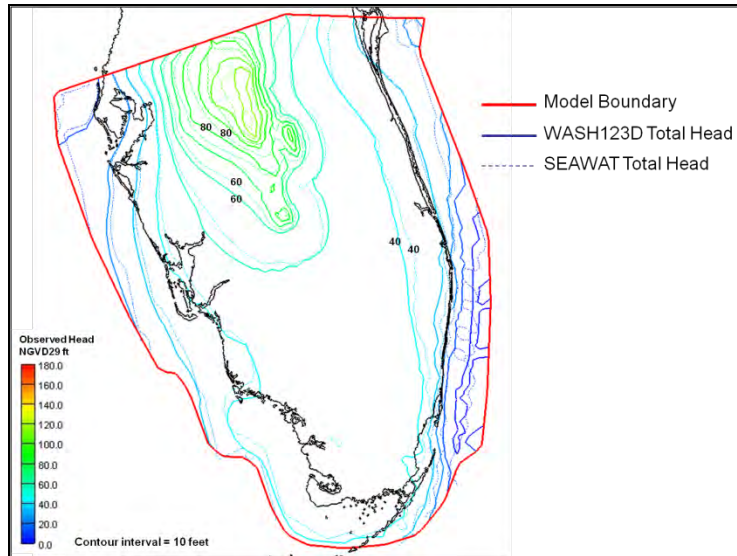 Model Boundary
WASH123D Total Head
SEAWAT Total Head
80
80
60
60
40 40
Observed Head
NGVD29 ft
180.0
160.0
140.0
120.0
100.0
80.0
60.0
40.0
20.0
0.0
Contour interval = 10 feet